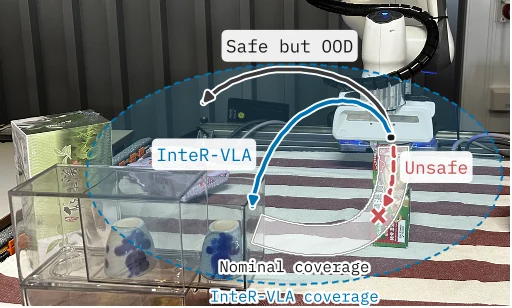 Safe but OOD
InteR-VLA
Unsafe
Nominal coverage
InteR-VLA coverage